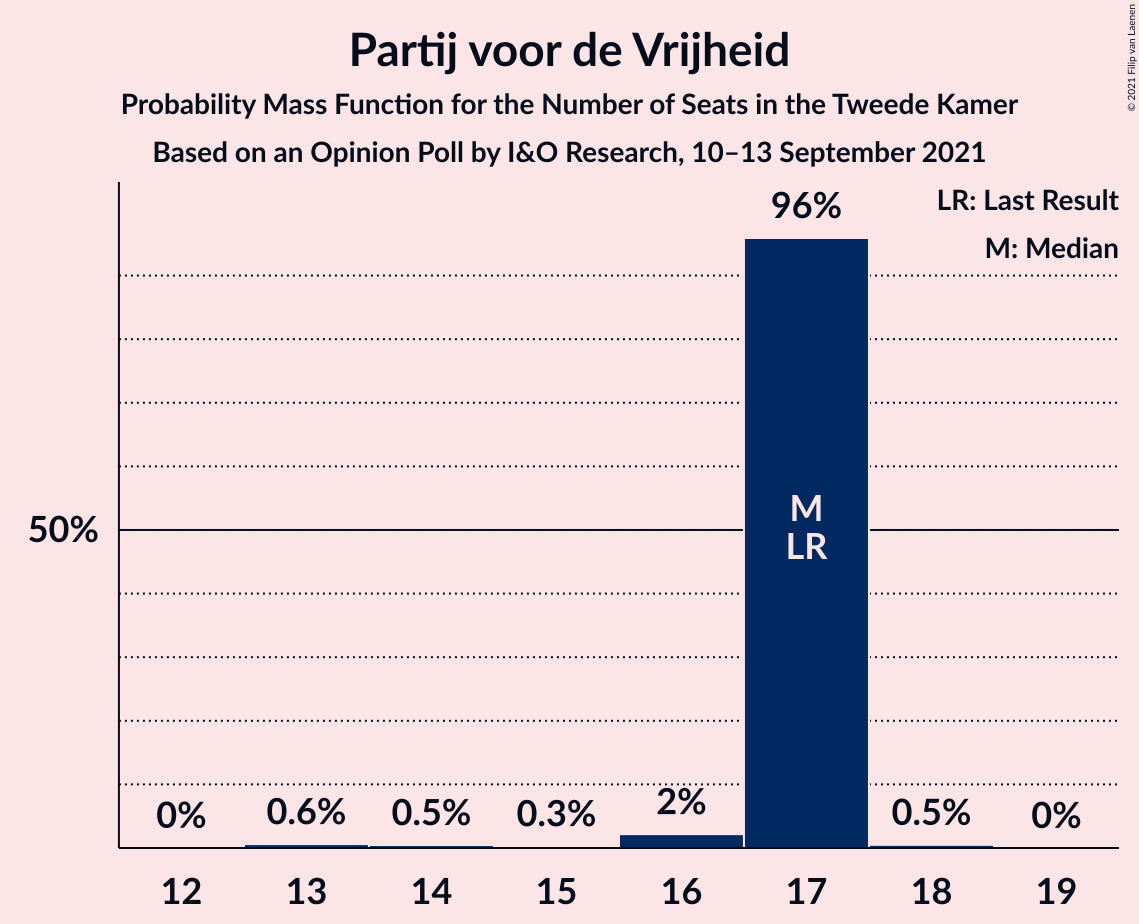 Partij voor de Vrijheid
Probability Mass Function for the Number of Seats in the Tweede Kamer
Based on an Opinion Poll by I&O Research, 10–13 September 2021
© 2021 Filip van Laenen
LR: Last Result
M: Median
96%
50%
M
LR
0%
0.6%
0.5%
0.3%
2%
0.5%
0%
12
13
14
15
16
17
18
19